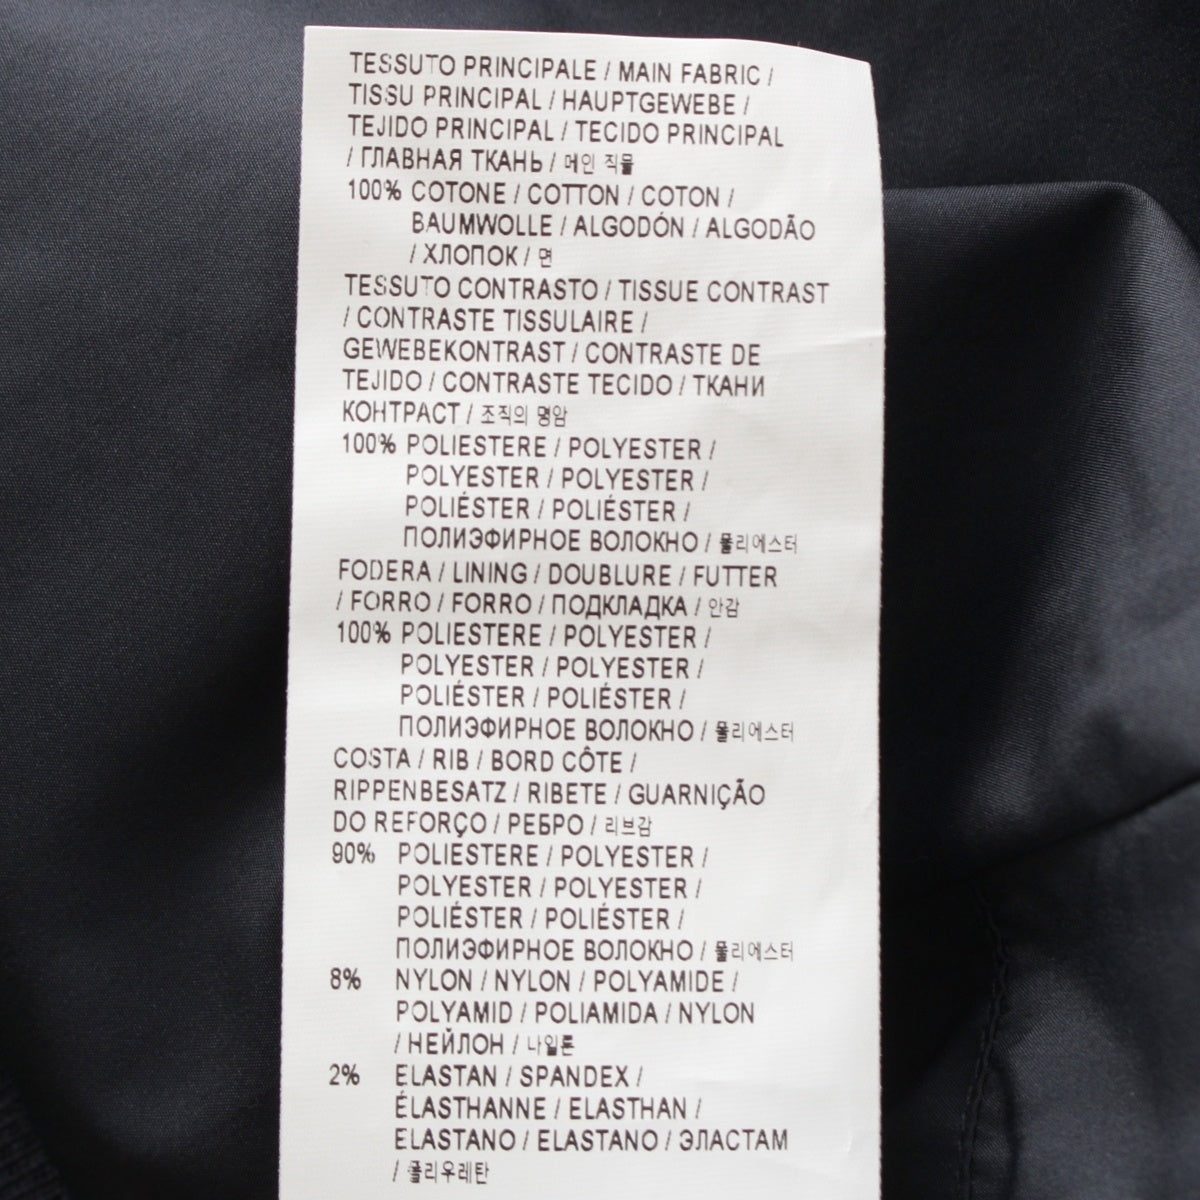 TESSUTO PRINCIPALE / MAIN FABRIC /
TISSU PRINCIPAL / HAUPTGEWEBE /
TEJIDO PRINCIPAL / TECIDO PRINCIPAL
/ ГЛАВНАЯ ТКАНЬ / 메인 직물
100% COTONE / COTTON / COTON /
BAUMWOLLE / ALGODÓN / ALGODÃO
/ ХЛОПОК / 면
TESSUTO CONTRASTO / TISSUE CONTRAST
/ CONTRASTE TISSULAIRE /
GEWEBEKONTRAST / CONTRASTE DE
TEJIDO / CONTRASTE TECIDO / ТКАНИ
КОНТРАСТ / 조직의 명암
100% POLIESTERE / POLYESTER /
POLYESTER / POLYESTER /
POLIÉSTER / POLIÉSTER /
ПОЛИЭФИРНОЕ ВОЛОКНО / 폴리에스터
FODERA / LINING / DOUBLURE / FUTTER
/ FORRO / FORRO / ПОДКЛАДКА / 안감
100% POLIESTERE / POLYESTER /
POLYESTER / POLYESTER /
POLIÉSTER / POLIÉSTER /
ПОЛИЭФИРНОЕ ВОЛОКНО / 폴리에스터
COSTA / RIB / BORD CÔTE /
RIPPENBESATZ / RIBETE / GUARNIÇÃO
DO REFORÇO / РЕБРО / 리브감
90% POLIESTERE / POLYESTER /
POLYESTER / POLYESTER /
POLIÉSTER / POLIÉSTER /
ПОЛИЭФИРНОЕ ВОЛОКНО / 폴리에스터
8% NYLON / NYLON / POLYAMIDE /
POLYAMID / POLIAMIDA / NYLON
/ НЕЙЛОН / 나일론
2% ELASTAN / SPANDEX /
ÉLASTHANNE / ELASTHAN /
ELASTANO / ELASTANO / ЭЛАСТАМ
/ 폴리우레탄